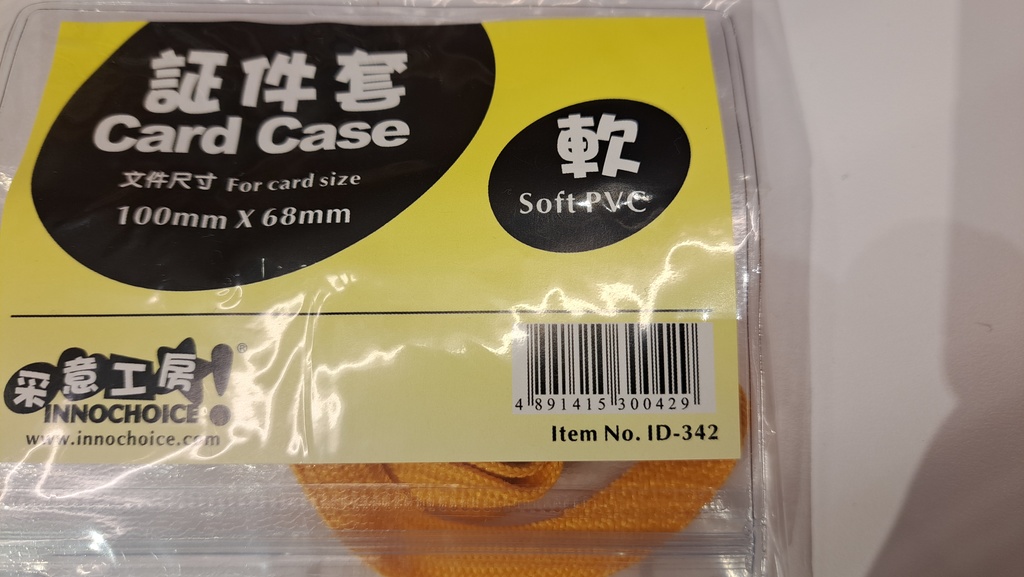 証件套
Card Case
文件尺寸 For card size
100mm X 68mm
軟
Soft PVC
采意工房!®
INNOCHOICE
www.innochoice.com
4 891415 300429
Item No. ID-342